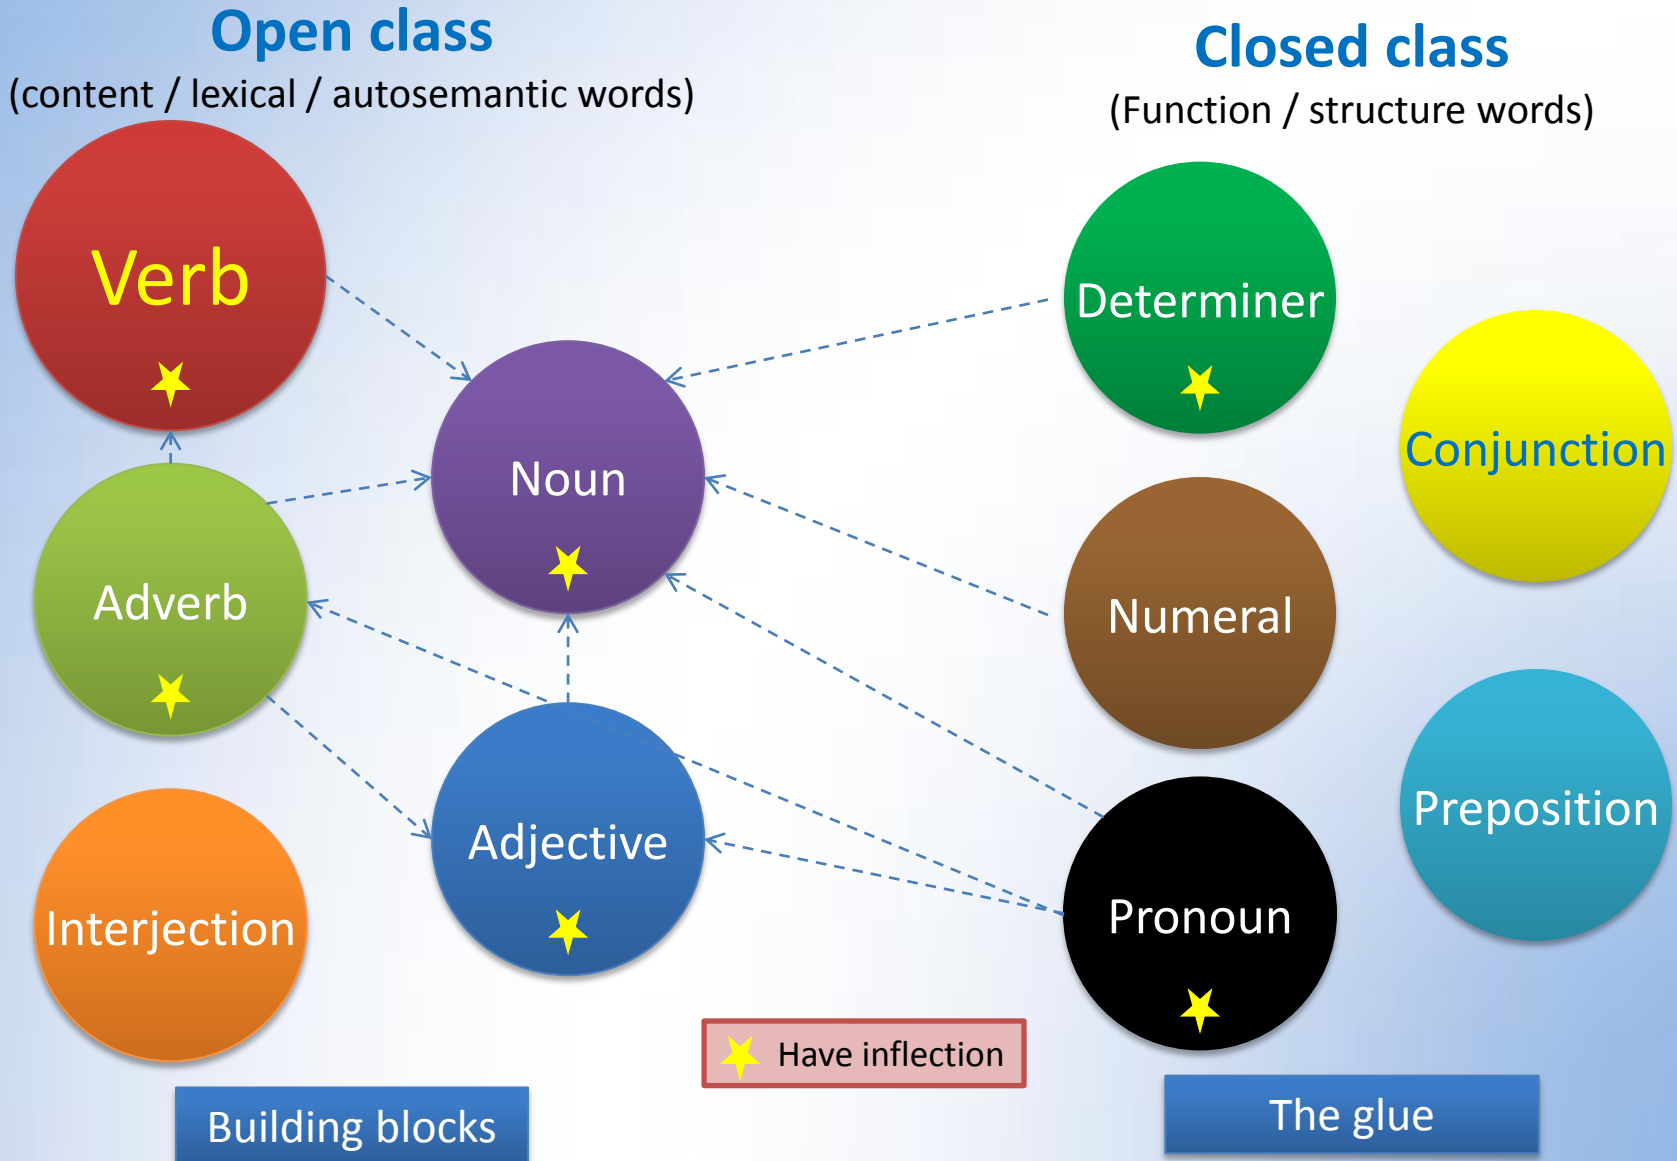 Open class
(content / lexical / autosemantic words)
Closed class
(Function / structure words)
Verb
Noun
Adverb
Adjective
Interjection
Determiner
Conjunction
Numeral
Preposition
Pronoun
Have inflection
Building blocks
The glue